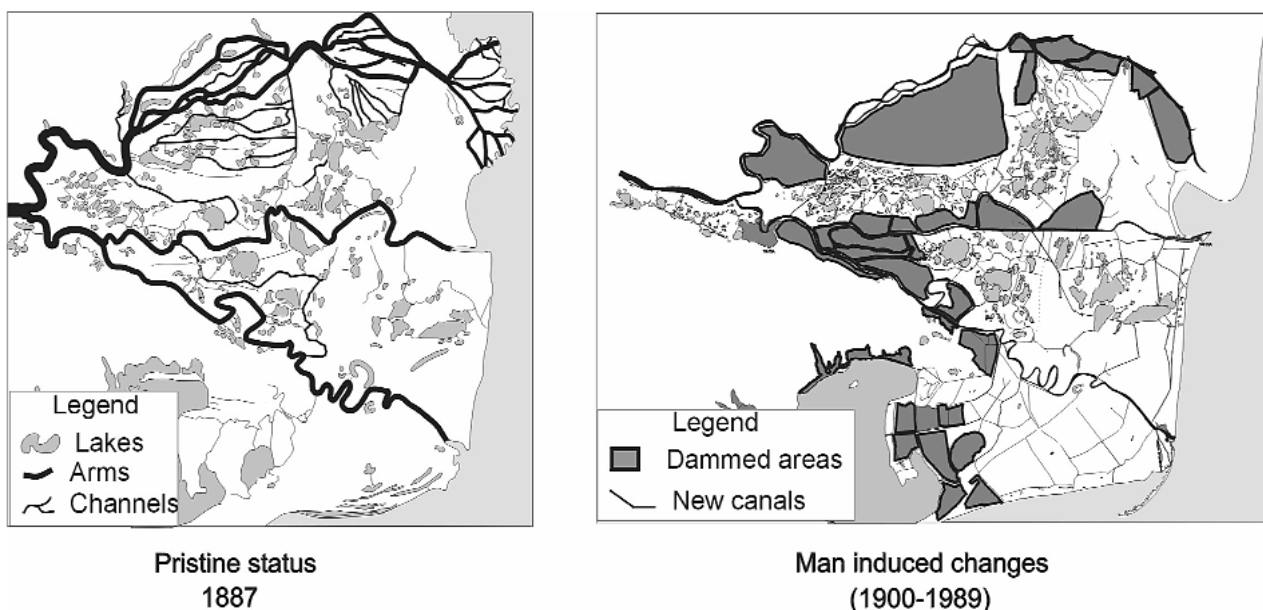 Legend
Lakes
Arms
Channels
Pristine status
1887
Legend
Dammed areas
New canals
Man induced changes
(1900-1989)